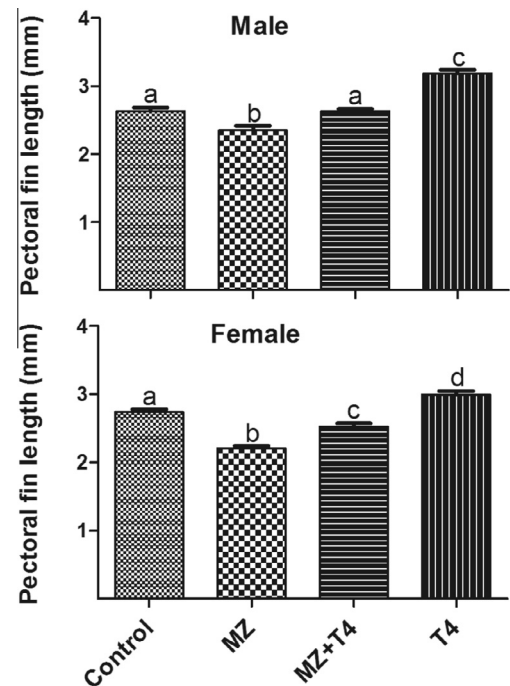 Male
Pectoral fin length (mm)
4
3
2
1
a
b
a
c
Female
Pectoral fin length (mm)
4
3
2
1
a
b
c
d
Control
MZ
MZ+T4
T4